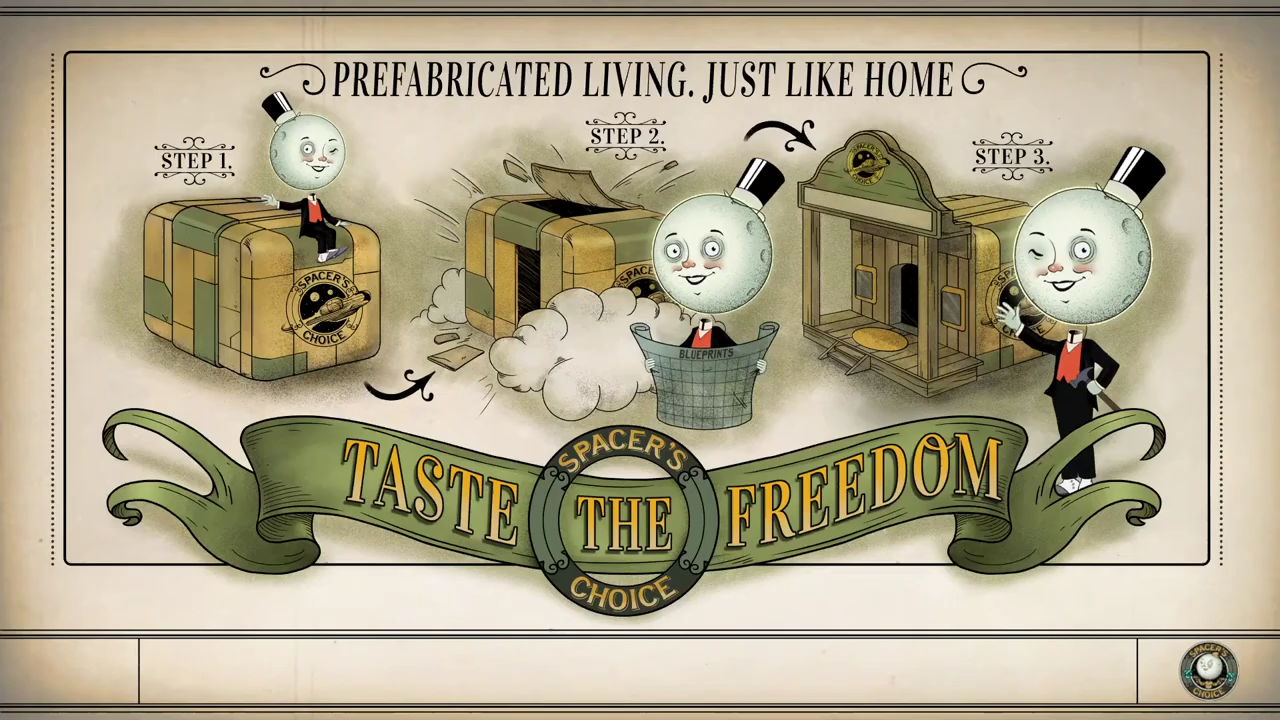 PREFABRICATED LIVING. JUST LIKE HOME
STEP 1.
STEP 2.
STEP 3.
SPACER'S
CHOICE
SPACER'S
SPACER'S
CHOICE
BLUEPRINTS
TASTE THE FREEDOM
SPACER'S
CHOICE
SPACER'S
CHOICE